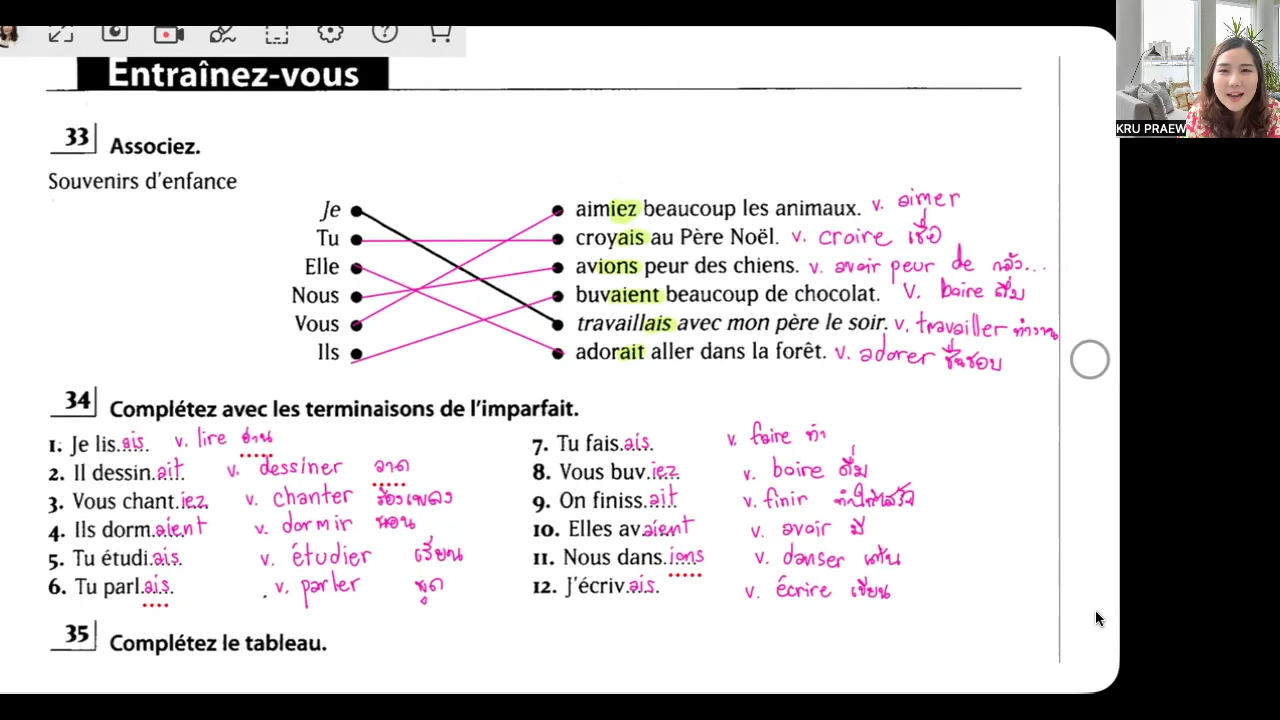 KRU PRAEW
Entraînez-vous
33 Associez.
Souvenirs d'enfance
Je
Tu
Elle
Nous
Vous
Ils
aimiez beaucoup les animaux. v. aimer
croyais au Père Noël. v. croire เชื่อ
avions peur des chiens. v. avoir peur de กลัว...
buvaient beaucoup de chocolat. v. boire ดื่ม
travaillais avec mon père le soir. v. travailler ทำงาน
adorait aller dans la forêt. v. adorer ชื่นชอบ
34 Complétez avec les terminaisons de l'imparfait.
1. Je lis ais. v. lire อ่าน
2. Il dessin ait. v. dessiner วาด
3. Vous chant iez. v. chanter ร้องเพลง
4. Ils dorm aient v. dormir นอน
5. Tu étudi ais. v. étudier เรียน
6. Tu parl ais. v. parler พูด
7. Tu fais ais. v. faire ทำ
8. Vous buv iez. v. boire ดื่ม
9. On finiss ait v. finir ทำให้เสร็จ
10. Elles av aient v. avoir มี
11. Nous dans ions v. danser เต้น
12. J'écriv ais. v. écrire เขียน
35 Complétez le tableau.